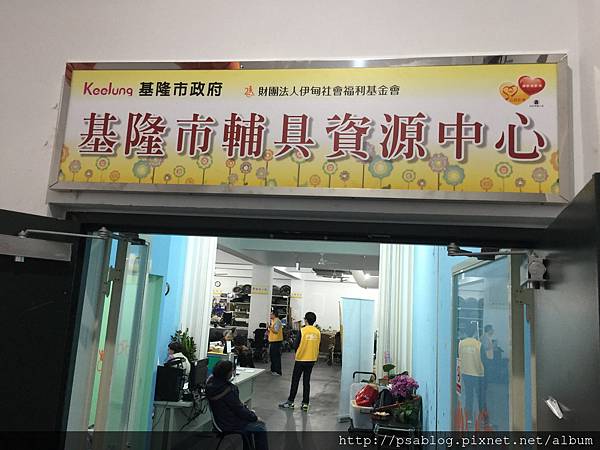 Keelung 基隆市政府 財團法人伊甸社會福利基金會
基隆市輔具資源中心
http://psablog.pixnet.net/album